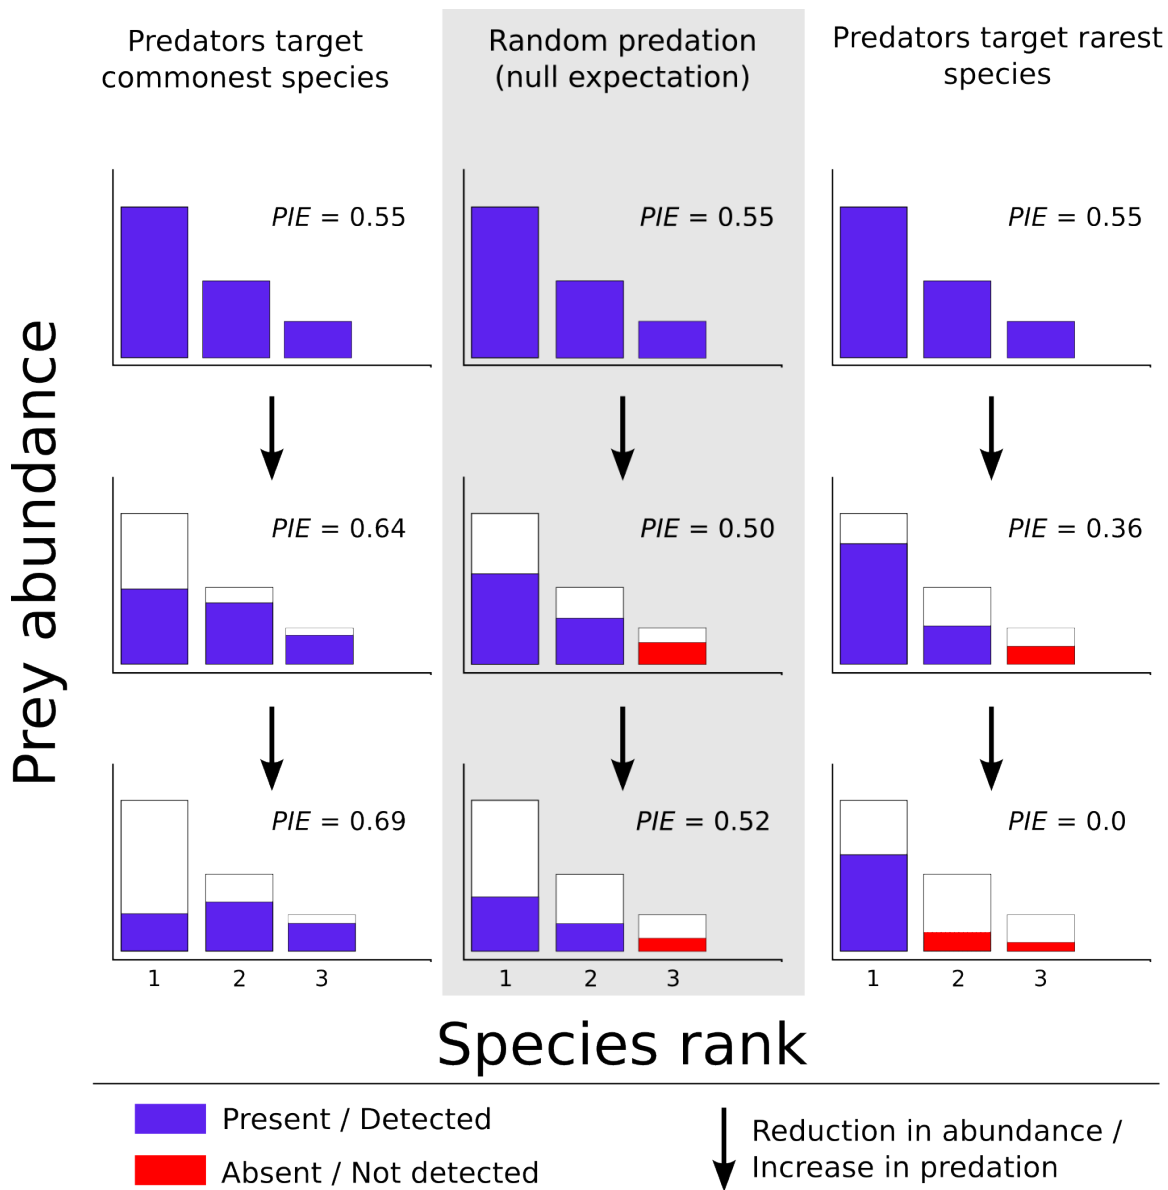 Predators target
commonest species
Random predation
(null expectation)
Predators target rarest
species
PIE = 0.55
PIE = 0.55
PIE = 0.55
PIE = 0.64
PIE = 0.50
PIE = 0.36
PIE = 0.69
PIE = 0.52
PIE = 0.0
Prey abundance
1 2 3
1 2 3
1 2 3
Species rank
Present / Detected
Absent / Not detected
Reduction in abundance /
Increase in predation